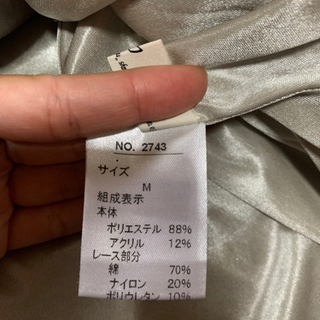 NO. 2743
サイズ
M
組成表示
本体
ポリエステル 88%
アクリル 12%
レース部分
綿 70%
ナイロン 20%
ポリウレタン 10%